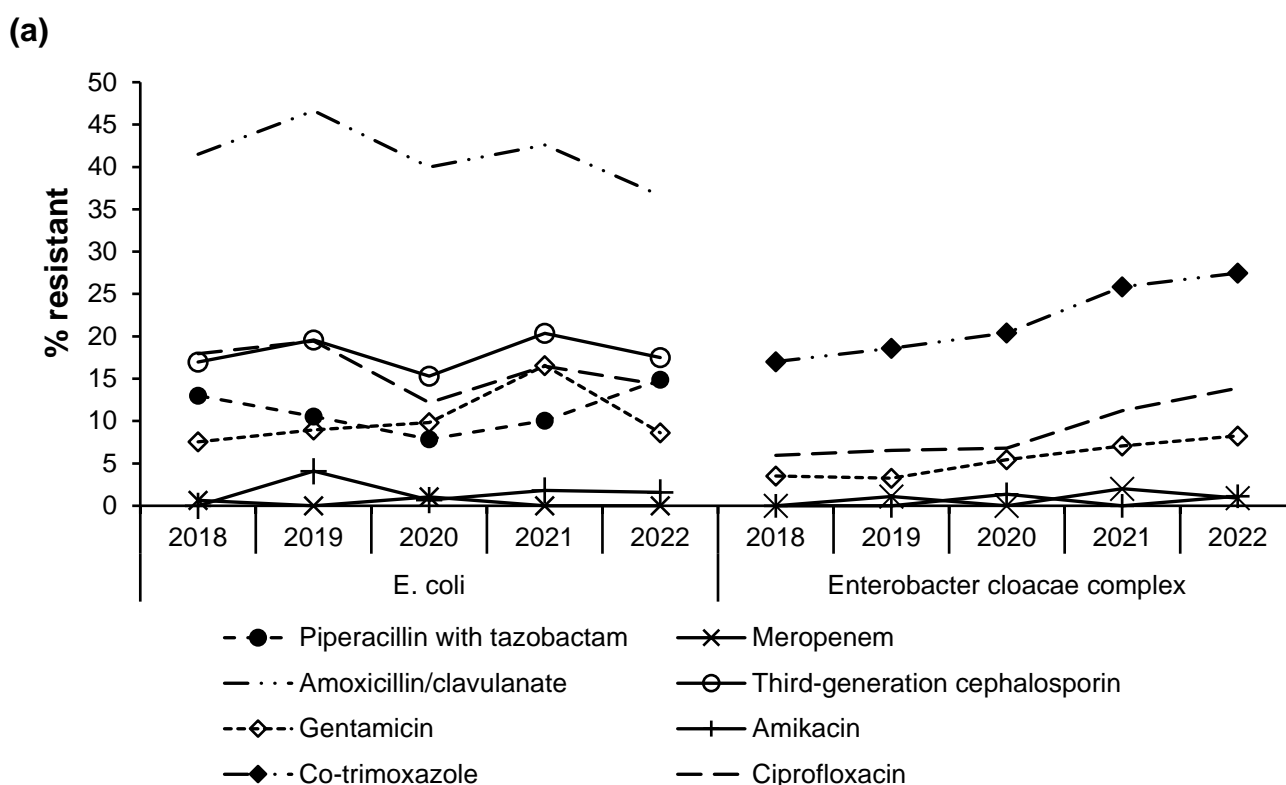 (a)
50
45
40
35
30
25
20
15
10
5
0
% resistant
2018 2019 2020 2021 2022 2018 2019 2020 2021 2022
E. coli Enterobacter cloacae complex
Piperacillin with tazobactam Meropenem
Amoxicillin/clavulanate Third-generation cephalosporin
Gentamicin Amikacin
Co-trimoxazole Ciprofloxacin